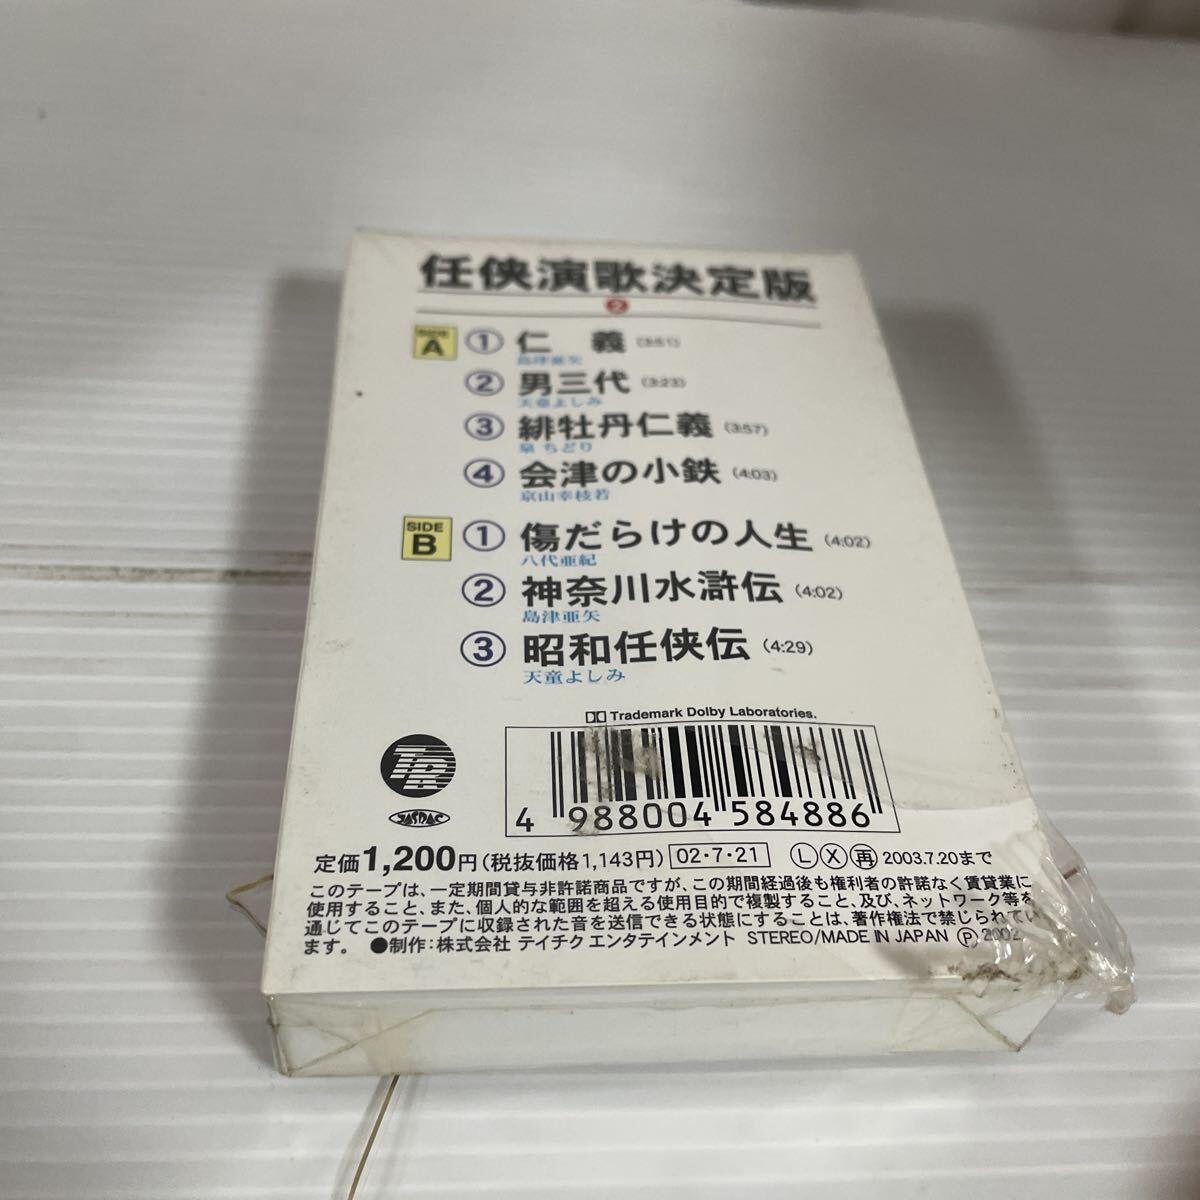 任侠演歌決定版
2
SIDE A ① 仁 義 (3:51)
島津亜矢
② 男三代 (3:23)
天童よしみ
③ 緋牡丹仁義 (3:57)
泉 ちどり
④ 会津の小鉄 (4:03)
京山幸枝若
SIDE B ① 傷だらけの人生 (4:02)
八代亜紀
② 神奈川水滸伝 (4:02)
島津亜矢
③ 昭和任侠伝 (4:29)
天童よしみ
Trademark Dolby Laboratories.
JASRAC
4 988004 584886
定価1,200円(税抜価格1,143円) 02・7・21 Ⓛ Ⓧ ㊢ 2003.7.20まで
このテープは、一定期間貸与非許諾商品ですが、この期間経過後も権利者の許諾なく賃貸業に
使用すること、また、個人的な範囲を超える使用目的で複製すること、及び、ネットワーク等を
通じてこのテープに収録された音を送信できる状態にすることは、著作権法で禁じられてい
ます。 ●制作:株式会社 テイチクエンタテインメント STEREO/MADE IN JAPAN Ⓟ 2002